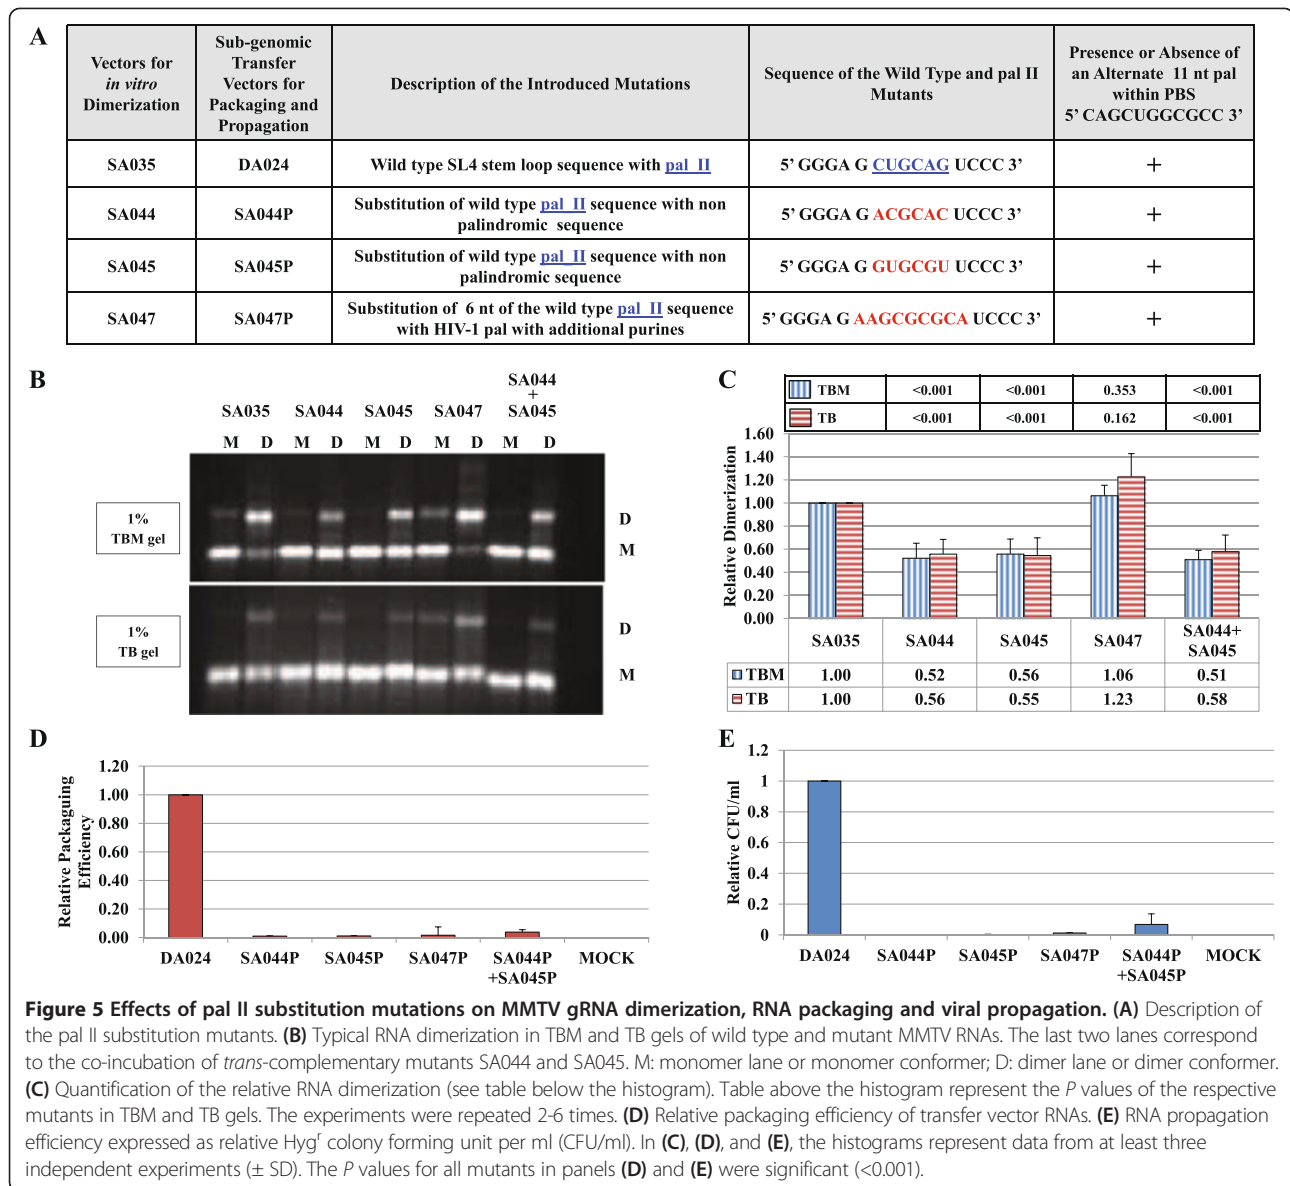 A
Vectors for
in vitro
Dimerization
Sub-genomic
Transfer
Vectors for
Packaging and
Propagation
Description of the Introduced Mutations
Sequence of the Wild Type and pal II
Mutants
Presence or Absence of
an Alternate 11 nt pal
within PBS
5’ CAGCUGGCGCC 3’
SA035
DA024
Wild type SL4 stem loop sequence with pal II
5’ GGGA G CUGCAG UCCC 3’
+
SA044
SA044P
Substitution of wild type pal II sequence with non
palindromic sequence
5’ GGGA G ACGCAC UCCC 3’
+
SA045
SA045P
Substitution of wild type pal II sequence with non
palindromic sequence
5’ GGGA G GUGCGU UCCC 3’
+
SA047
SA047P
Substitution of 6 nt of the wild type pal II sequence
with HIV-1 pal with additional purines
5’ GGGA G AAGCGCGCA UCCC 3’
+
B
SA035 SA044 SA045 SA047
SA044
+
SA045
M D M D M D M D M D
1%
TBM gel
D
M
1%
TB gel
D
M
C
TBM <0.001 <0.001 0.353 <0.001
TB <0.001 <0.001 0.162 <0.001
Relative Dimerization
1.60
1.40
1.20
1.00
0.80
0.60
0.40
0.20
0.00
SA035 SA044 SA045 SA047 SA044+
SA045
TBM 1.00 0.52 0.56 1.06 0.51
TB 1.00 0.56 0.55 1.23 0.58
D
Relative Packaguing
Efficiency
1.20
1.00
0.80
0.60
0.40
0.20
0.00
DA024 SA044P SA045P SA047P SA044P MOCK
+SA045P
E
Relative CFU/ml
1.2
1
0.8
0.6
0.4
0.2
0
DA024 SA044P SA045P SA047P SA044P MOCK
+SA045P
Figure 5 Effects of pal II substitution mutations on MMTV gRNA dimerization, RNA packaging and viral propagation. (A) Description of
the pal II substitution mutants. (B) Typical RNA dimerization in TBM and TB gels of wild type and mutant MMTV RNAs. The last two lanes correspond
to the co-incubation of trans-complementary mutants SA044 and SA045. M: monomer lane or monomer conformer; D: dimer lane or dimer conformer.
(C) Quantification of the relative RNA dimerization (see table below the histogram). Table above the histogram represent the P values of the respective
mutants in TBM and TB gels. The experiments were repeated 2-6 times. (D) Relative packaging efficiency of transfer vector RNAs. (E) RNA propagation
efficiency expressed as relative Hygʳ colony forming unit per ml (CFU/ml). In (C), (D), and (E), the histograms represent data from at least three
independent experiments (± SD). The P values for all mutants in panels (D) and (E) were significant (<0.001).